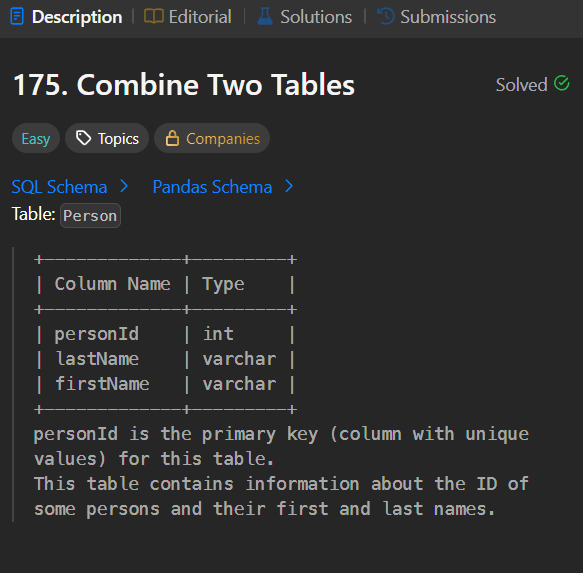 Description | Editorial | Solutions | Submissions
175. Combine Two Tables Solved
Easy Topics Companies
SQL Schema > Pandas Schema >
Table: Person
+-------------+---------+
| Column Name | Type    |
+-------------+---------+
| personId    | int     |
| lastName    | varchar |
| firstName   | varchar |
+-------------+---------+
personId is the primary key (column with unique
values) for this table.
This table contains information about the ID of
some persons and their first and last names.